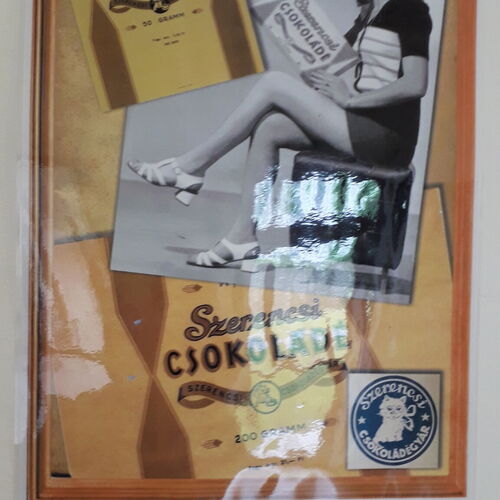 50 GRAMM
Szerencsi
CSOKOLÁDÉ
Szerencsi
CSOKOLÁDÉ
SZERENCSI
200 GRAMM
Szerencsi
CSOKOLÁDÉGYÁR